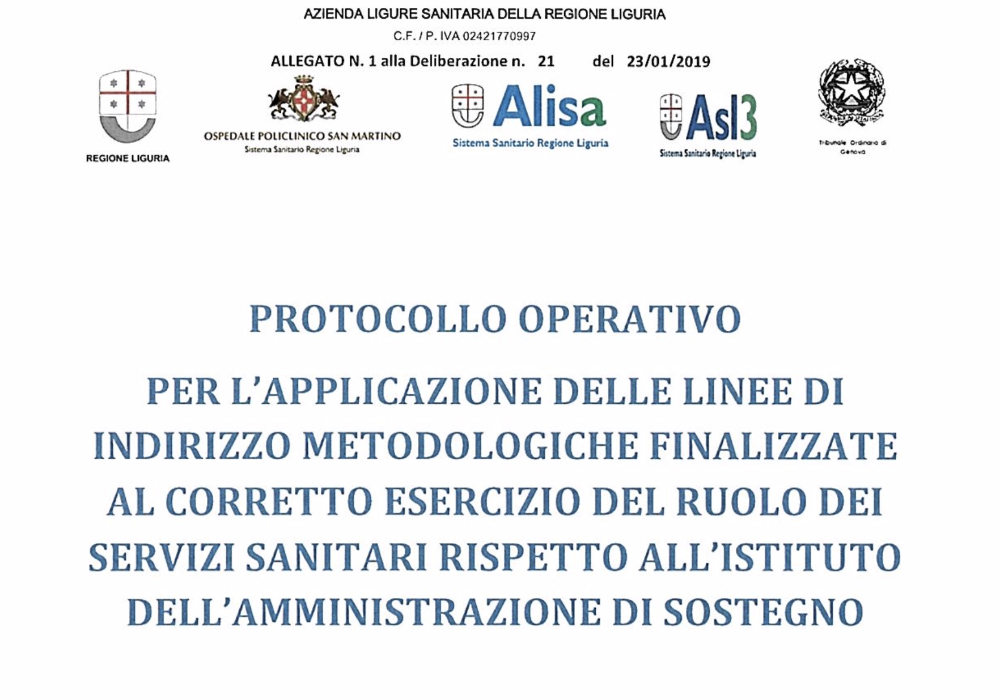 AZIENDA LIGURE SANITARIA DELLA REGIONE LIGURIA
C.F. / P. IVA 02421770997
ALLEGATO N. 1 alla Deliberazione n. 21 del 23/01/2019
REGIONE LIGURIA
OSPEDALE POLICLINICO SAN MARTINO
Sistema Sanitario Regione Liguria
Alisa
Sistema Sanitario Regione Liguria
Asl3
Sistema Sanitario Regione Liguria
Tribunale Ordinario di
Genova
PROTOCOLLO OPERATIVO
PER L'APPLICAZIONE DELLE LINEE DI
INDIRIZZO METODOLOGICHE FINALIZZATE
AL CORRETTO ESERCIZIO DEL RUOLO DEI
SERVIZI SANITARI RISPETTO ALL'ISTITUTO
DELL'AMMINISTRAZIONE DI SOSTEGNO